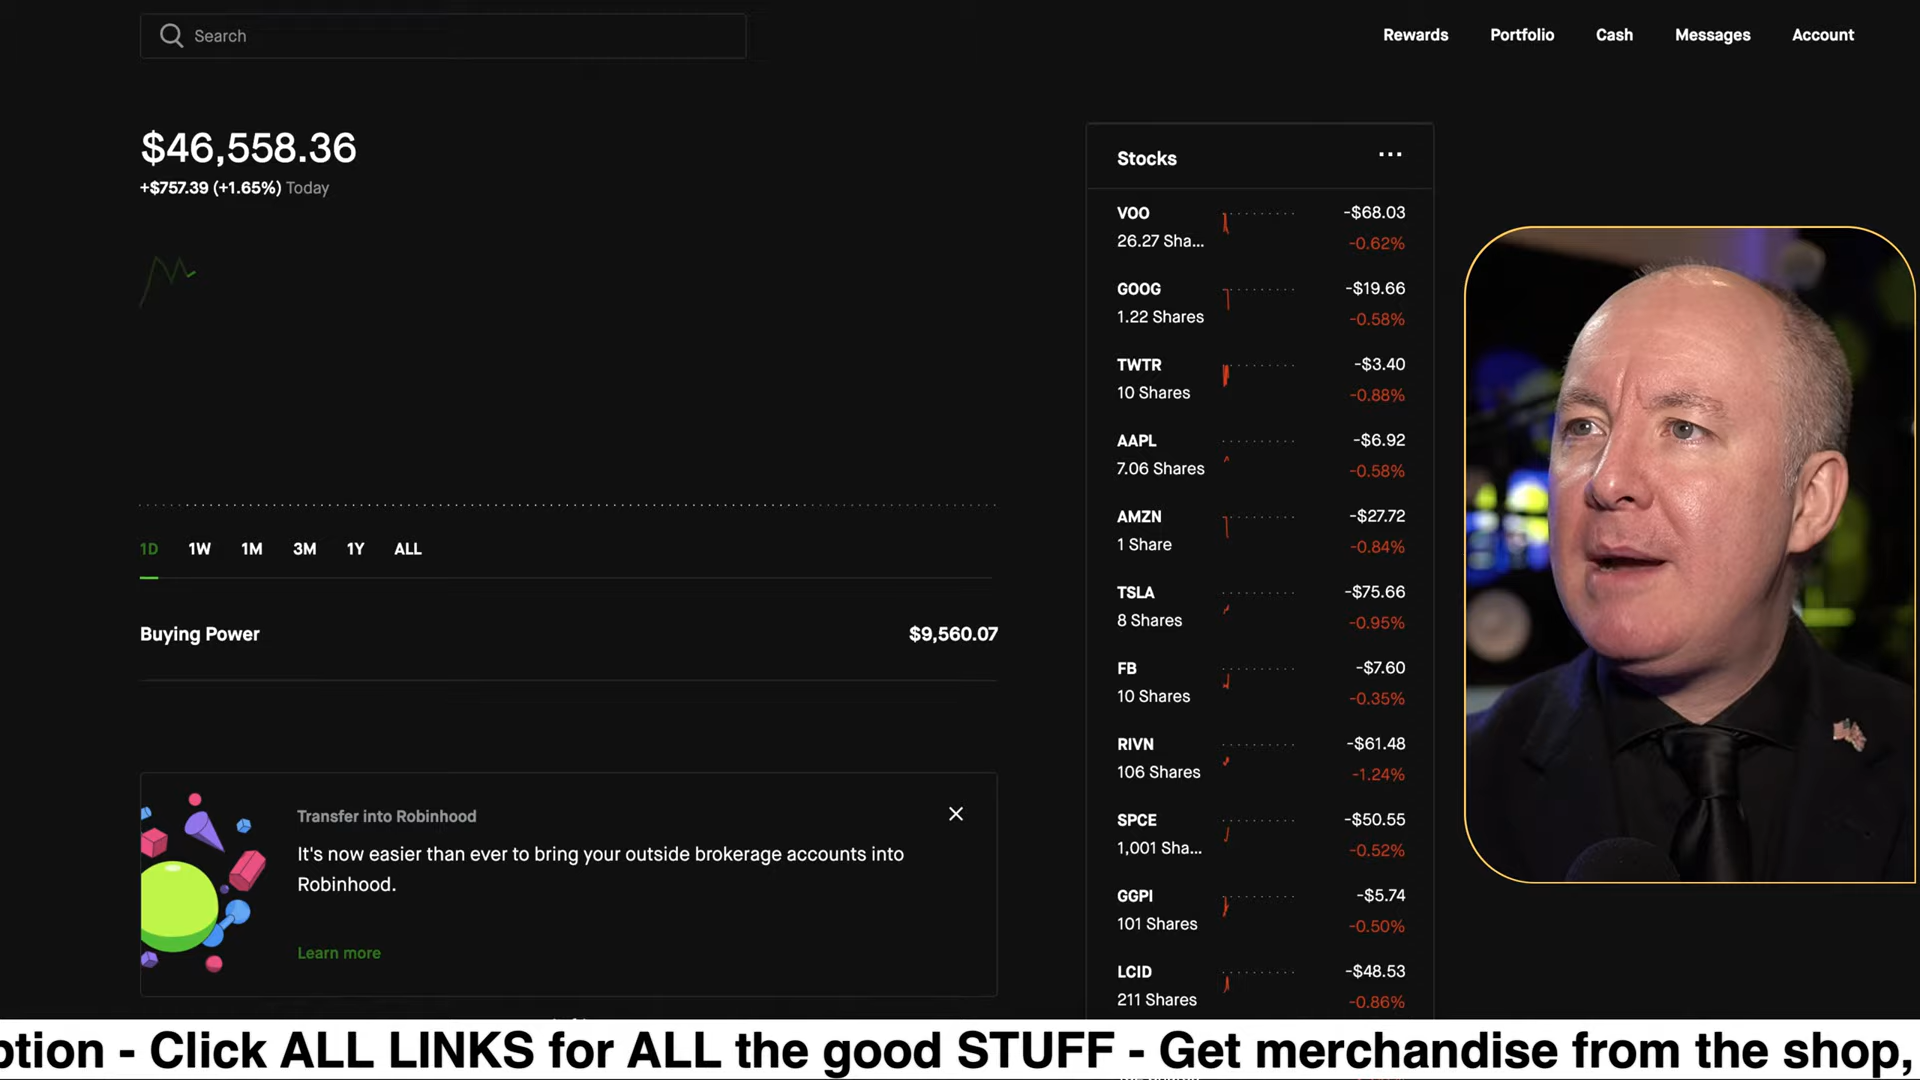 Search
Rewards
Portfolio
Cash
Messages
Account
$46,558.36
+$757.39 (+1.65%) Today
1D
1W
1M
3M
1Y
ALL
Buying Power
$9,560.07
Transfer into Robinhood
It's now easier than ever to bring your outside brokerage accounts into
Robinhood.
Learn more
Stocks
VOO
-$68.03
26.27 Sha...
-0.62%
GOOG
-$19.66
1.22 Shares
-0.58%
TWTR
-$3.40
10 Shares
-0.88%
AAPL
-$6.92
7.06 Shares
-0.58%
AMZN
-$27.72
1 Share
-0.84%
TSLA
-$75.66
8 Shares
-0.95%
FB
-$7.60
10 Shares
-0.35%
RIVN
-$61.48
106 Shares
-1.24%
SPCE
-$50.55
1,001 Sha...
-0.52%
GGPI
-$5.74
101 Shares
-0.50%
LCID
-$48.53
211 Shares
-0.86%
ption - Click ALL LINKS for ALL the good STUFF - Get merchandise from the shop,